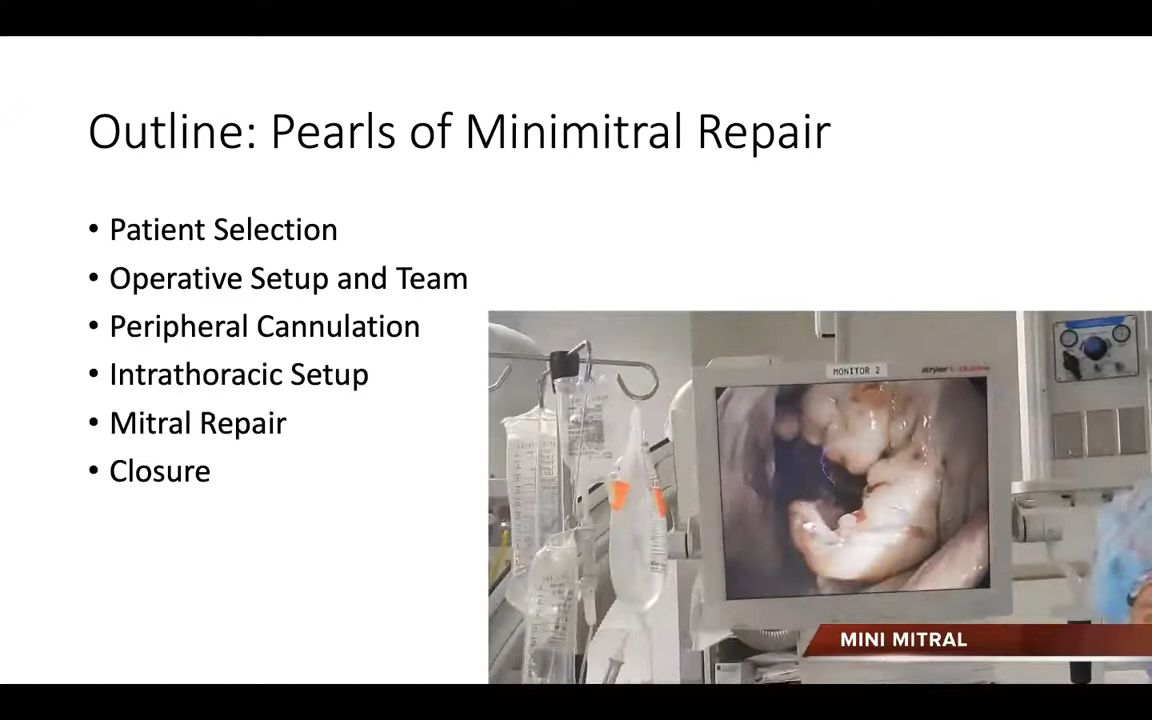 Outline: Pearls of Minimitral Repair
• Patient Selection
• Operative Setup and Team
• Peripheral Cannulation
• Intrathoracic Setup
• Mitral Repair
• Closure
MONITOR 2
stryker
MINI MITRAL